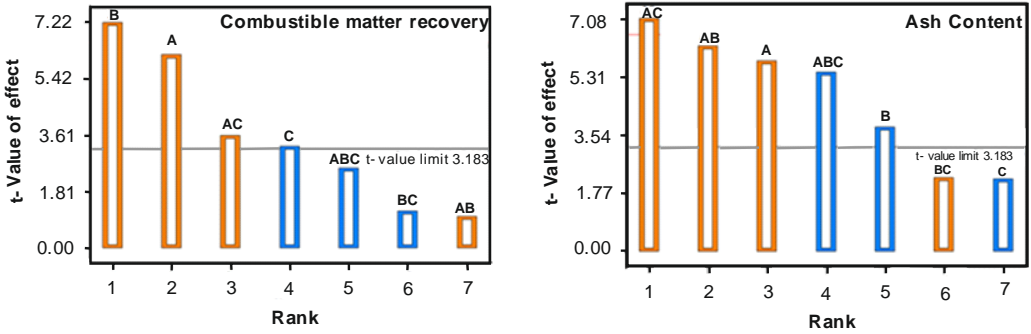 Combustible matter recovery
t- Value of effect
7.22
5.42
3.61
1.81
0.00
B
A
AC
C
ABC
BC
AB
t- value limit 3.183
1 2 3 4 5 6 7
Rank
Ash Content
t- Value of effect
7.08
5.31
3.54
1.77
0.00
AC
AB
A
ABC
B
BC
C
t- value limit 3.183
1 2 3 4 5 6 7
Rank